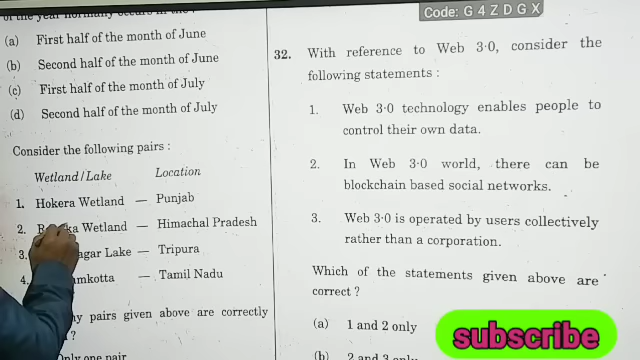 of the year normally occurs in the
(a) First half of the month of June
(b) Second half of the month of June
(c) First half of the month of July
(d) Second half of the month of July
Consider the following pairs :
Wetland/Lake Location
1. Hokera Wetland — Punjab
2. Wetland — Himachal Pradesh
3. Lake — Tripura
4. — Tamil Nadu
pairs given above are correctly
?
Only one pair
Code: G 4 Z D G X
32. With reference to Web 3·0, consider the
following statements :
1. Web 3·0 technology enables people to
control their own data.
2. In Web 3·0 world, there can be
blockchain based social networks.
3. Web 3·0 is operated by users collectively
rather than a corporation.
Which of the statements given above are
correct ?
(a) 1 and 2 only
(b) 2 and 3 only
subscribe